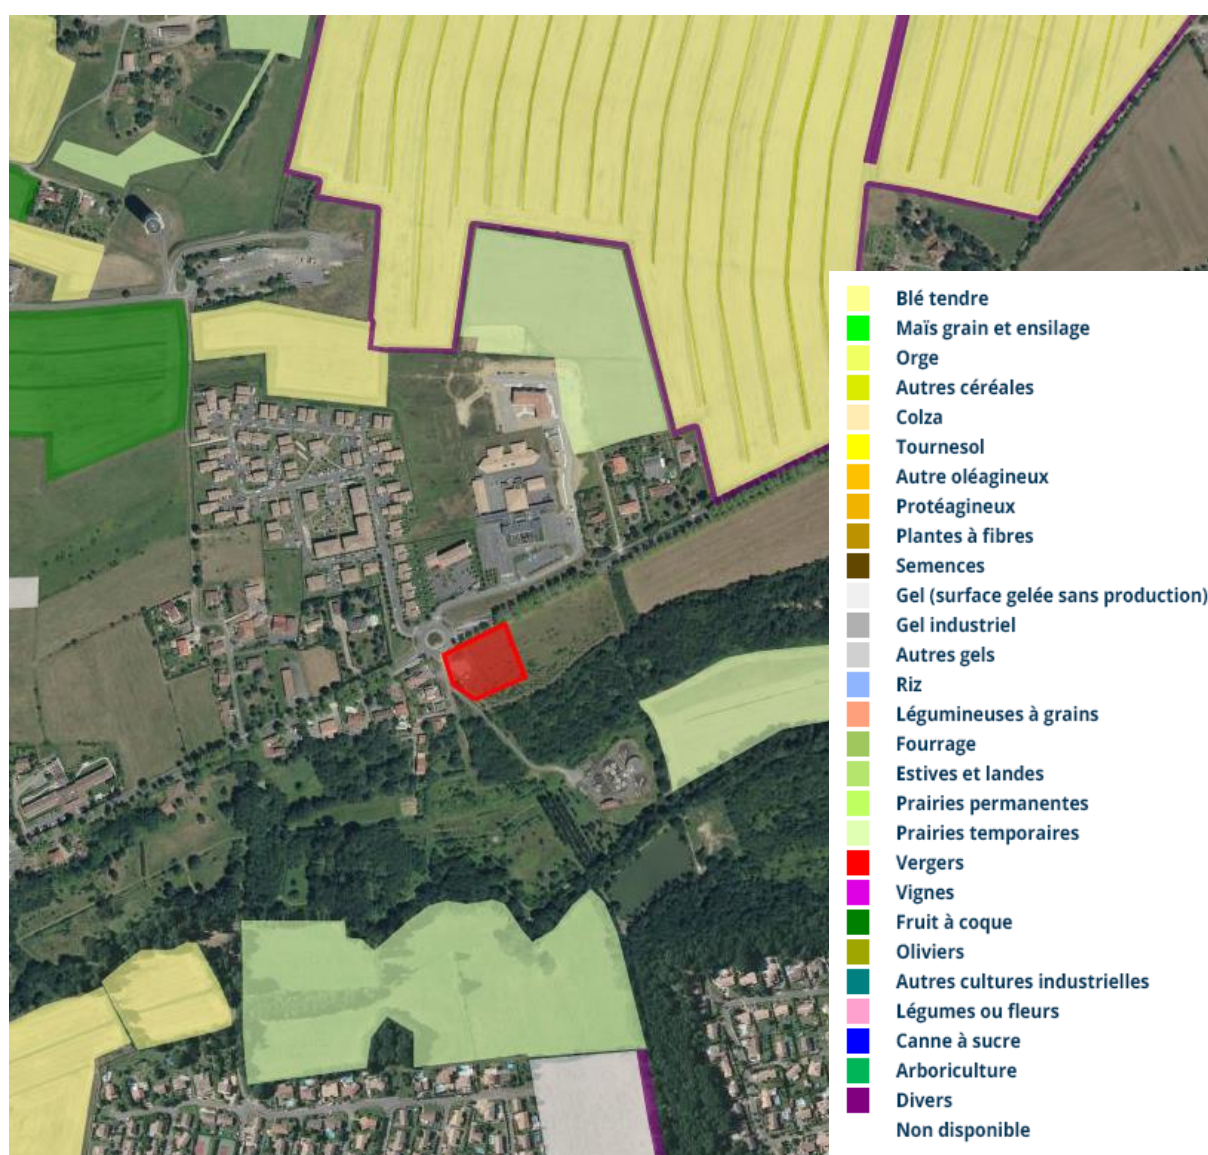 Blé tendre
Maïs grain et ensilage
Orge
Autres céréales
Colza
Tournesol
Autre oléagineux
Protéagineux
Plantes à fibres
Semences
Gel (surface gelée sans production)
Gel industriel
Autres gels
Riz
Légumineuses à grains
Fourrage
Estives et landes
Prairies permanentes
Prairies temporaires
Vergers
Vignes
Fruit à coque
Oliviers
Autres cultures industrielles
Légumes ou fleurs
Canne à sucre
Arboriculture
Divers
Non disponible